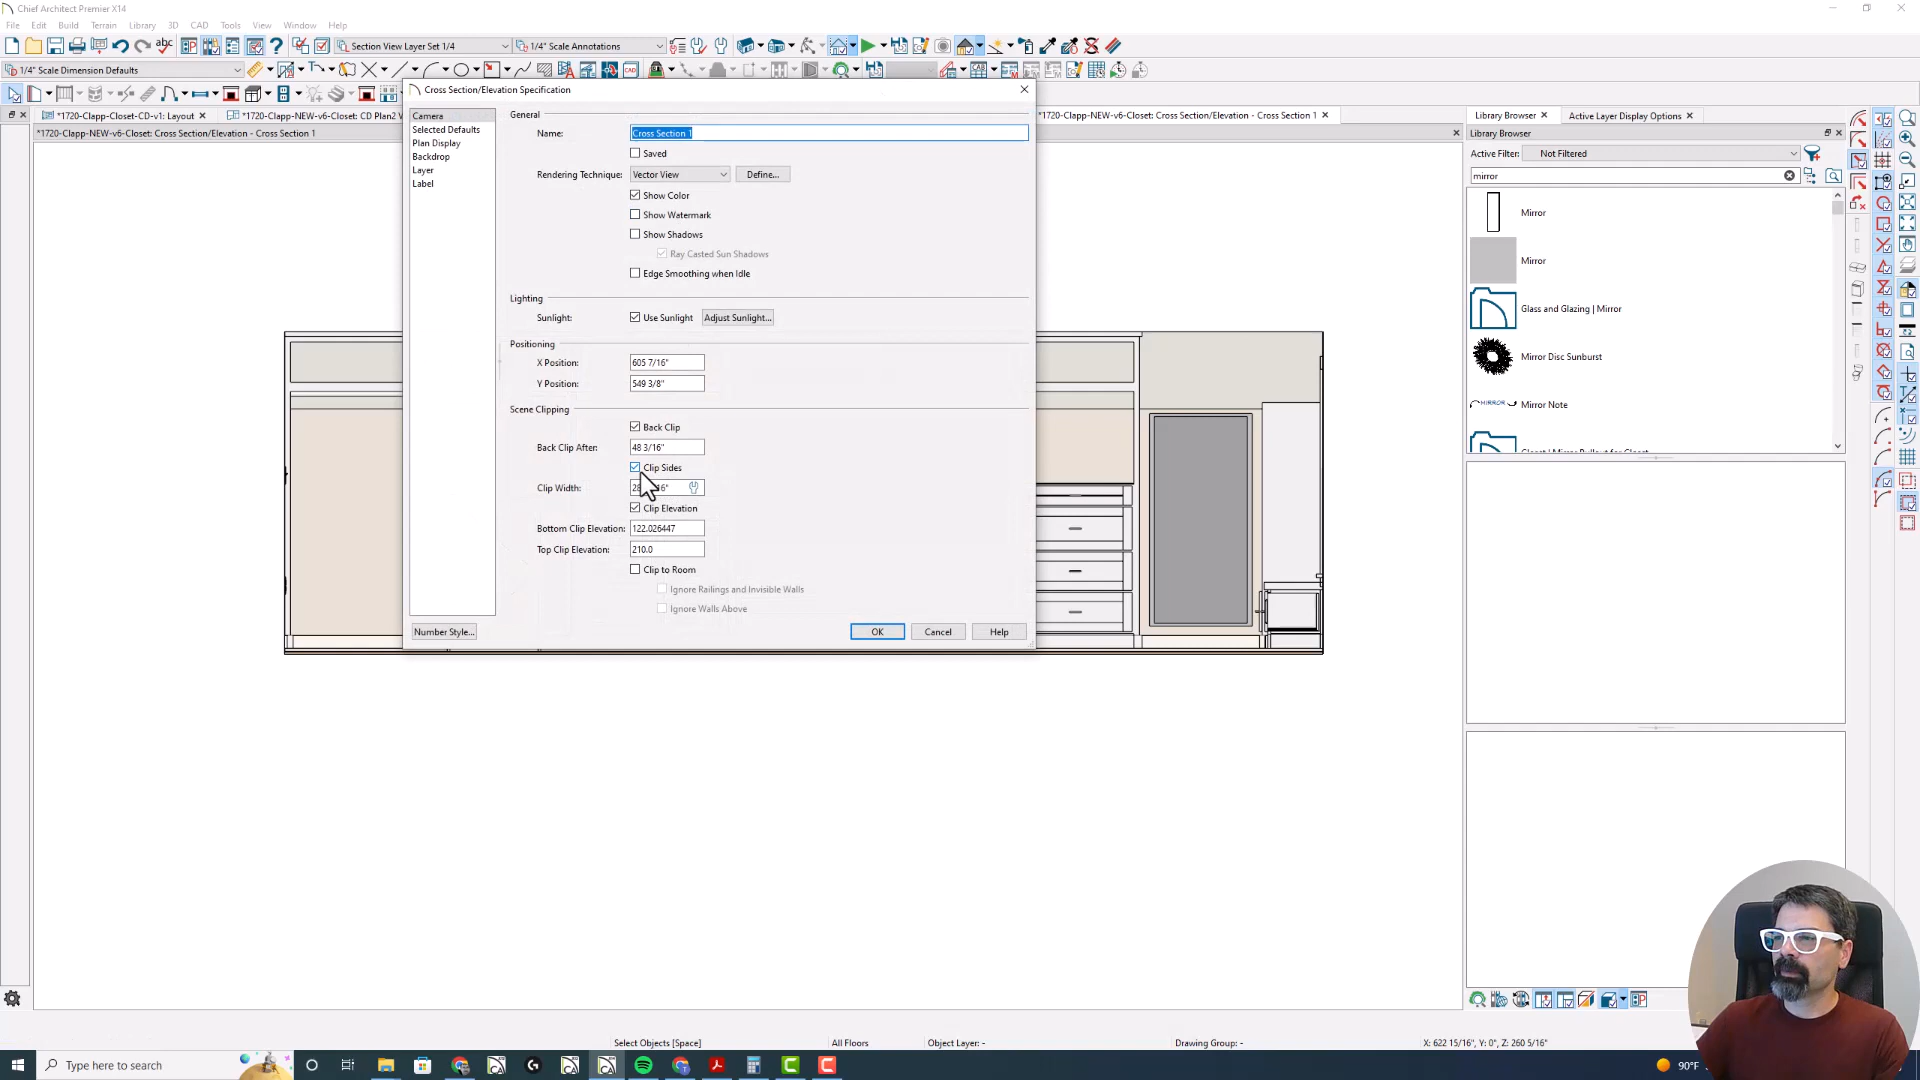 Chief Architect Premier X14
File Edit Build Terrain Library 3D CAD Tools View Window Help
Section View Layer Set 1/4
1/4" Scale Annotations
1/4" Scale Dimension Defaults
*1720-Clapp-Closet-CD-v1: Layout
*1720-Clapp-NEW-v6-Closet: CD Plan2
*1720-Clapp-NEW-v6-Closet: Cross Section/Elevation - Cross Section 1
*1720-Clapp-NEW-v6-Closet: Cross Section/Elevation - Cross Section 1
Cross Section/Elevation Specification
Camera
Selected Defaults
Plan Display
Backdrop
Layer
Label
General
Name: Cross Section 1
Saved
Rendering Technique: Vector View Define...
Show Color
Show Watermark
Show Shadows
Ray Casted Sun Shadows
Edge Smoothing when Idle
Lighting
Sunlight: Use Sunlight Adjust Sunlight...
Positioning
X Position: 605 7/16"
Y Position: 549 3/8"
Scene Clipping
Back Clip
Back Clip After: 48 3/16"
Clip Sides
Clip Width:
Clip Elevation
Bottom Clip Elevation: 122.026447
Top Clip Elevation: 210.0
Clip to Room
Ignore Railings and Invisible Walls
Ignore Walls Above
Number Style... OK Cancel Help
Library Browser Active Layer Display Options
Library Browser
Active Filter: Not Filtered
mirror
Mirror
Mirror
Glass and Glazing | Mirror
Mirror Disc Sunburst
MIRROR Mirror Note
Select Objects [Space] All Floors Object Layer: - Drawing Group: - X: 622 15/16", Y: 0", Z: 260 5/16"
Type here to search
90°F